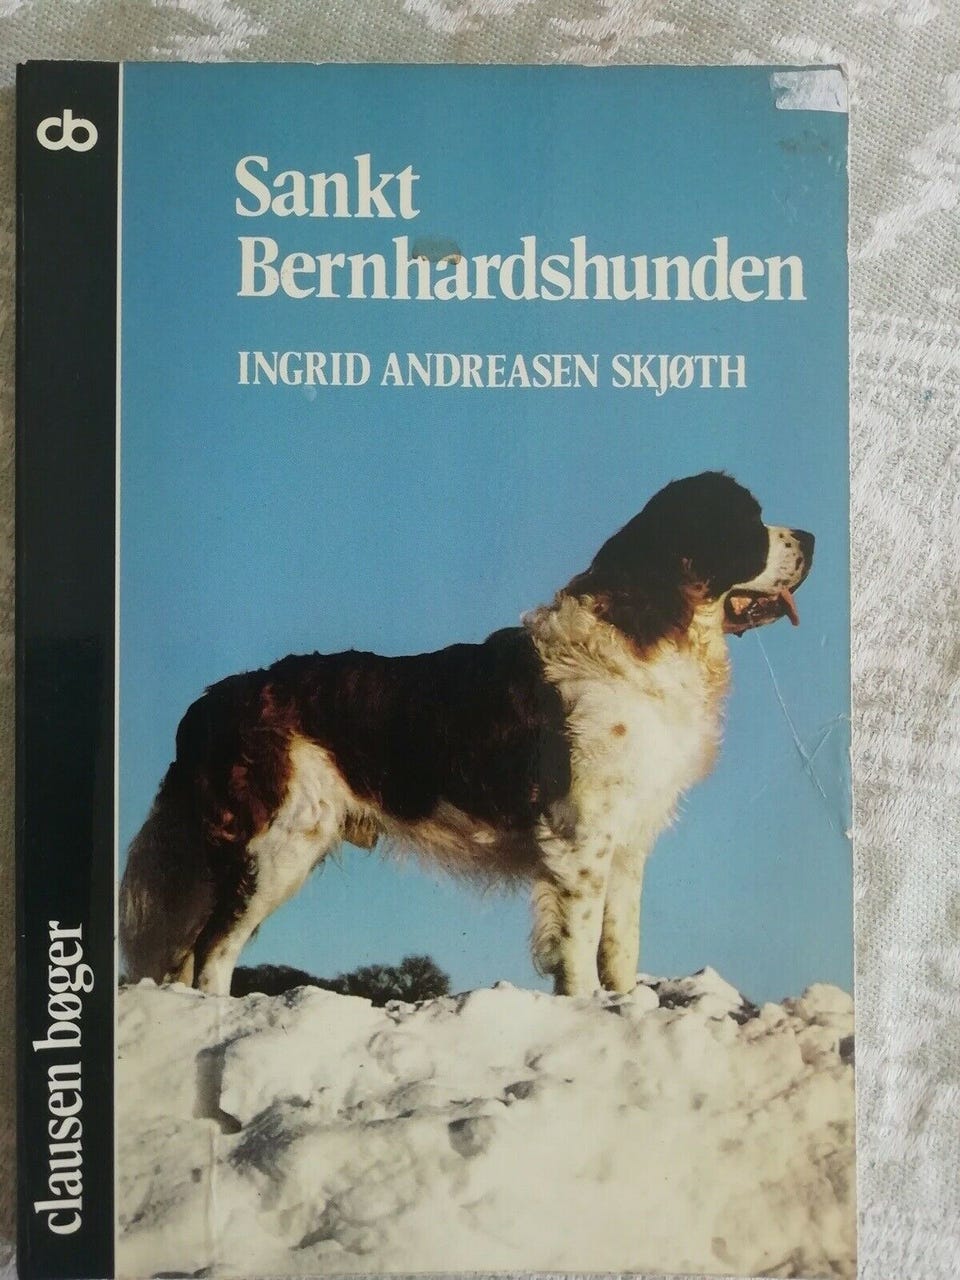 cb
Sankt
Bernhardshunden
INGRID ANDREASEN SKJØTH
clausen bøger